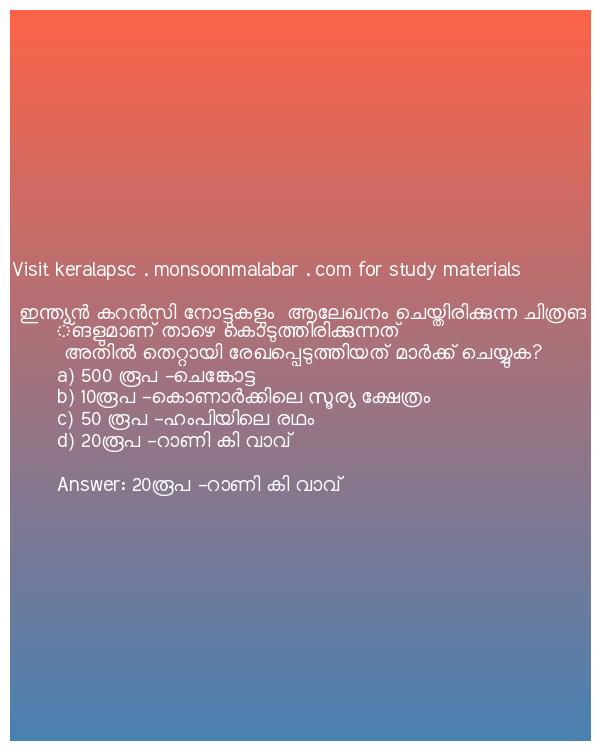 Visit keralapsc . monsoonmalabar . com for study materials
ഇന്ത്യൻ കറൻസി നോട്ടുകളും ആലേഖനം ചെയ്തിരിക്കുന്ന ചിത്രങ
്ങളുമാണ് താഴെ കൊടുത്തിരിക്കുന്നത്
അതിൽ തെറ്റായി രേഖപ്പെടുത്തിയത് മാർക്ക് ചെയ്യുക?
a) 500 രൂപ -ചെങ്കോട്ട
b) 10രൂപ -കൊണാർക്കിലെ സൂര്യ ക്ഷേത്രം
c) 50 രൂപ -ഹംപിയിലെ രഥം
d) 20രൂപ -റാണി കി വാവ്
Answer: 20രൂപ -റാണി കി വാവ്